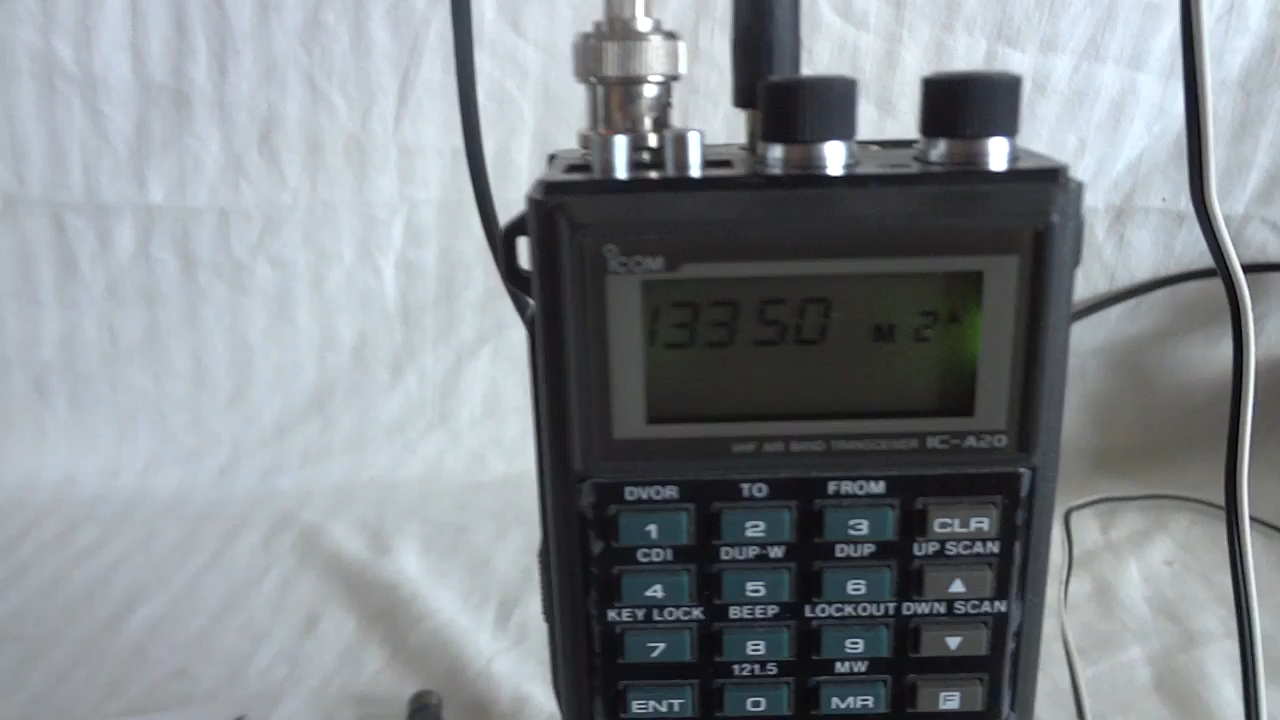 ICOM
133.50 M 2 A
VHF AIR BAND TRANSCEIVER IC-A20
DVOR TO FROM
1 2 3 CLR
CDI DUP-W DUP UP SCAN
4 5 6 ▲
KEY LOCK BEEP LOCKOUT DWN SCAN
7 8 9 ▼
121.5 MW
ENT 0 MR F